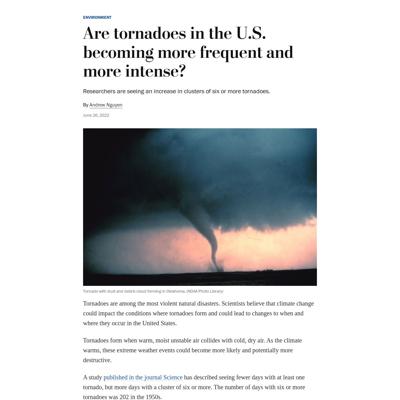 ENVIRONMENT
Are tornadoes in the U.S.
becoming more frequent and
more intense?
Researchers are seeing an increase in clusters of six or more tornadoes.
By Andrew Nguyen
June 26, 2022
Tornado with dust and debris cloud forming in Oklahoma. (NOAA Photo Library)
Tornadoes are among the most violent natural disasters. Scientists believe that climate change
could impact the conditions where tornadoes form and could lead to changes to when and
where they occur in the United States.
Tornadoes form when warm, moist unstable air collides with cold, dry air. As the climate
warms, these extreme weather events could become more likely and potentially more
destructive.
A study published in the journal Science has described seeing fewer days with at least one
tornado, but more days with a cluster of six or more. The number of days with six or more
tornadoes was 202 in the 1950s.